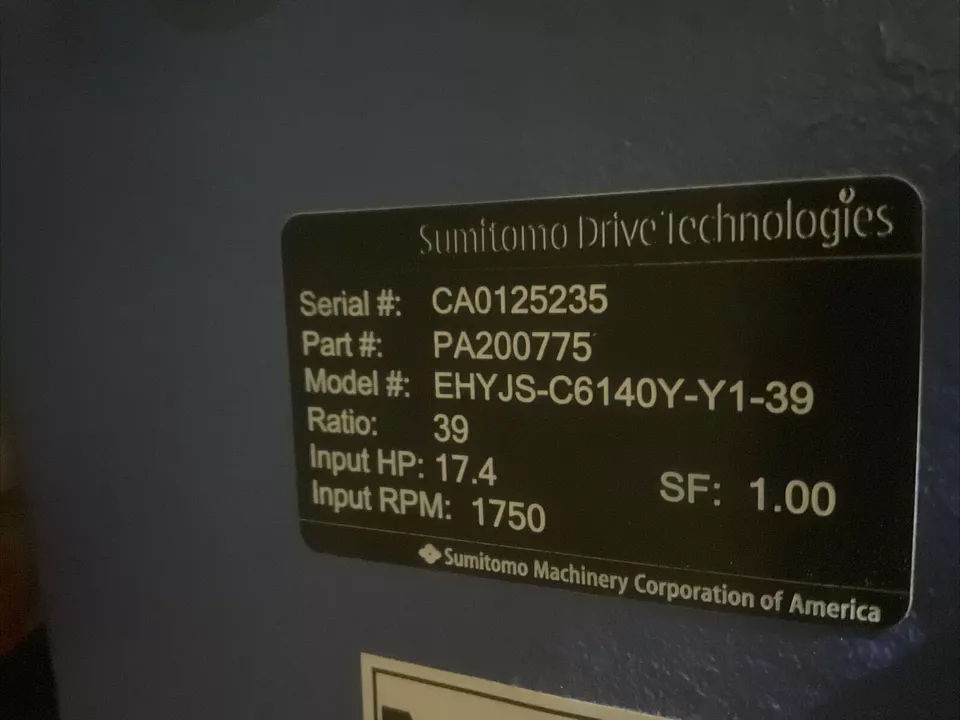 Sumitomo Drive Technologies
Serial #: CA0125235
Part #: PA200775
Model #: EHYJS-C6140Y-Y1-39
Ratio: 39
Input HP: 17.4
SF: 1.00
Input RPM: 1750
Sumitomo Machinery Corporation of America